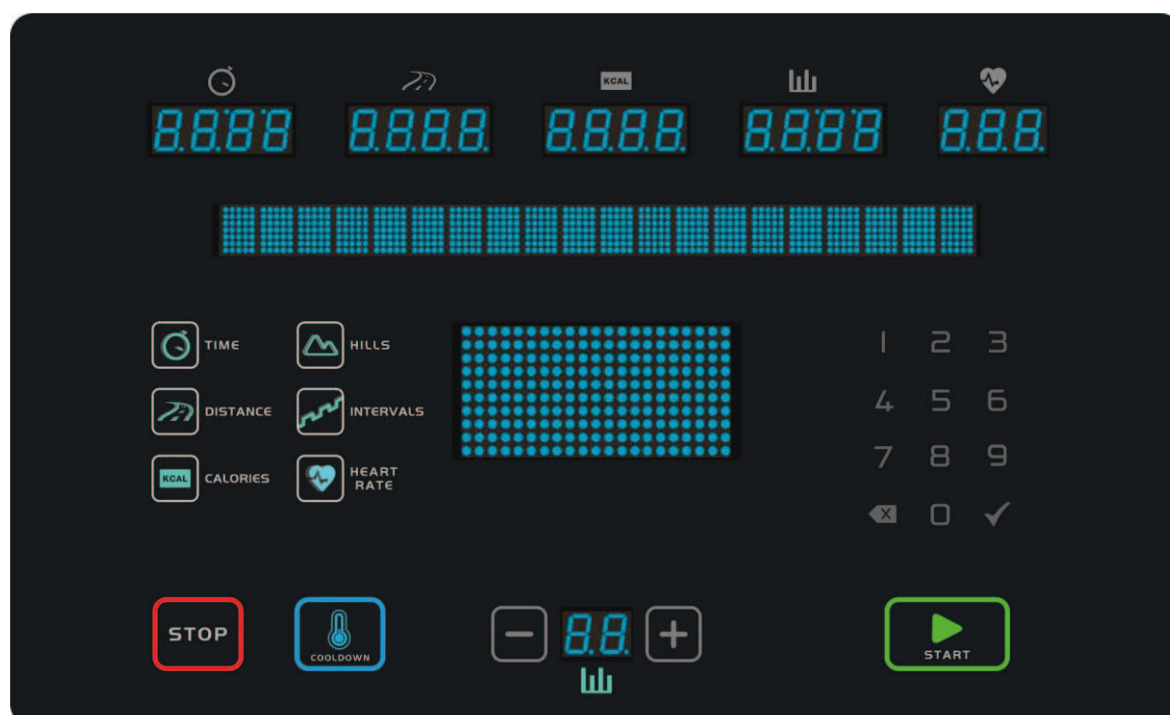 KCAL
8.8.8.8 8.8.8.8. 8.8.8.8. 8.8.8.8 8.8.8.
TIME HILLS
DISTANCE INTERVALS
KCAL CALORIES HEART RATE
1 2 3
4 5 6
7 8 9
X 0
STOP COOLDOWN 8.8. START